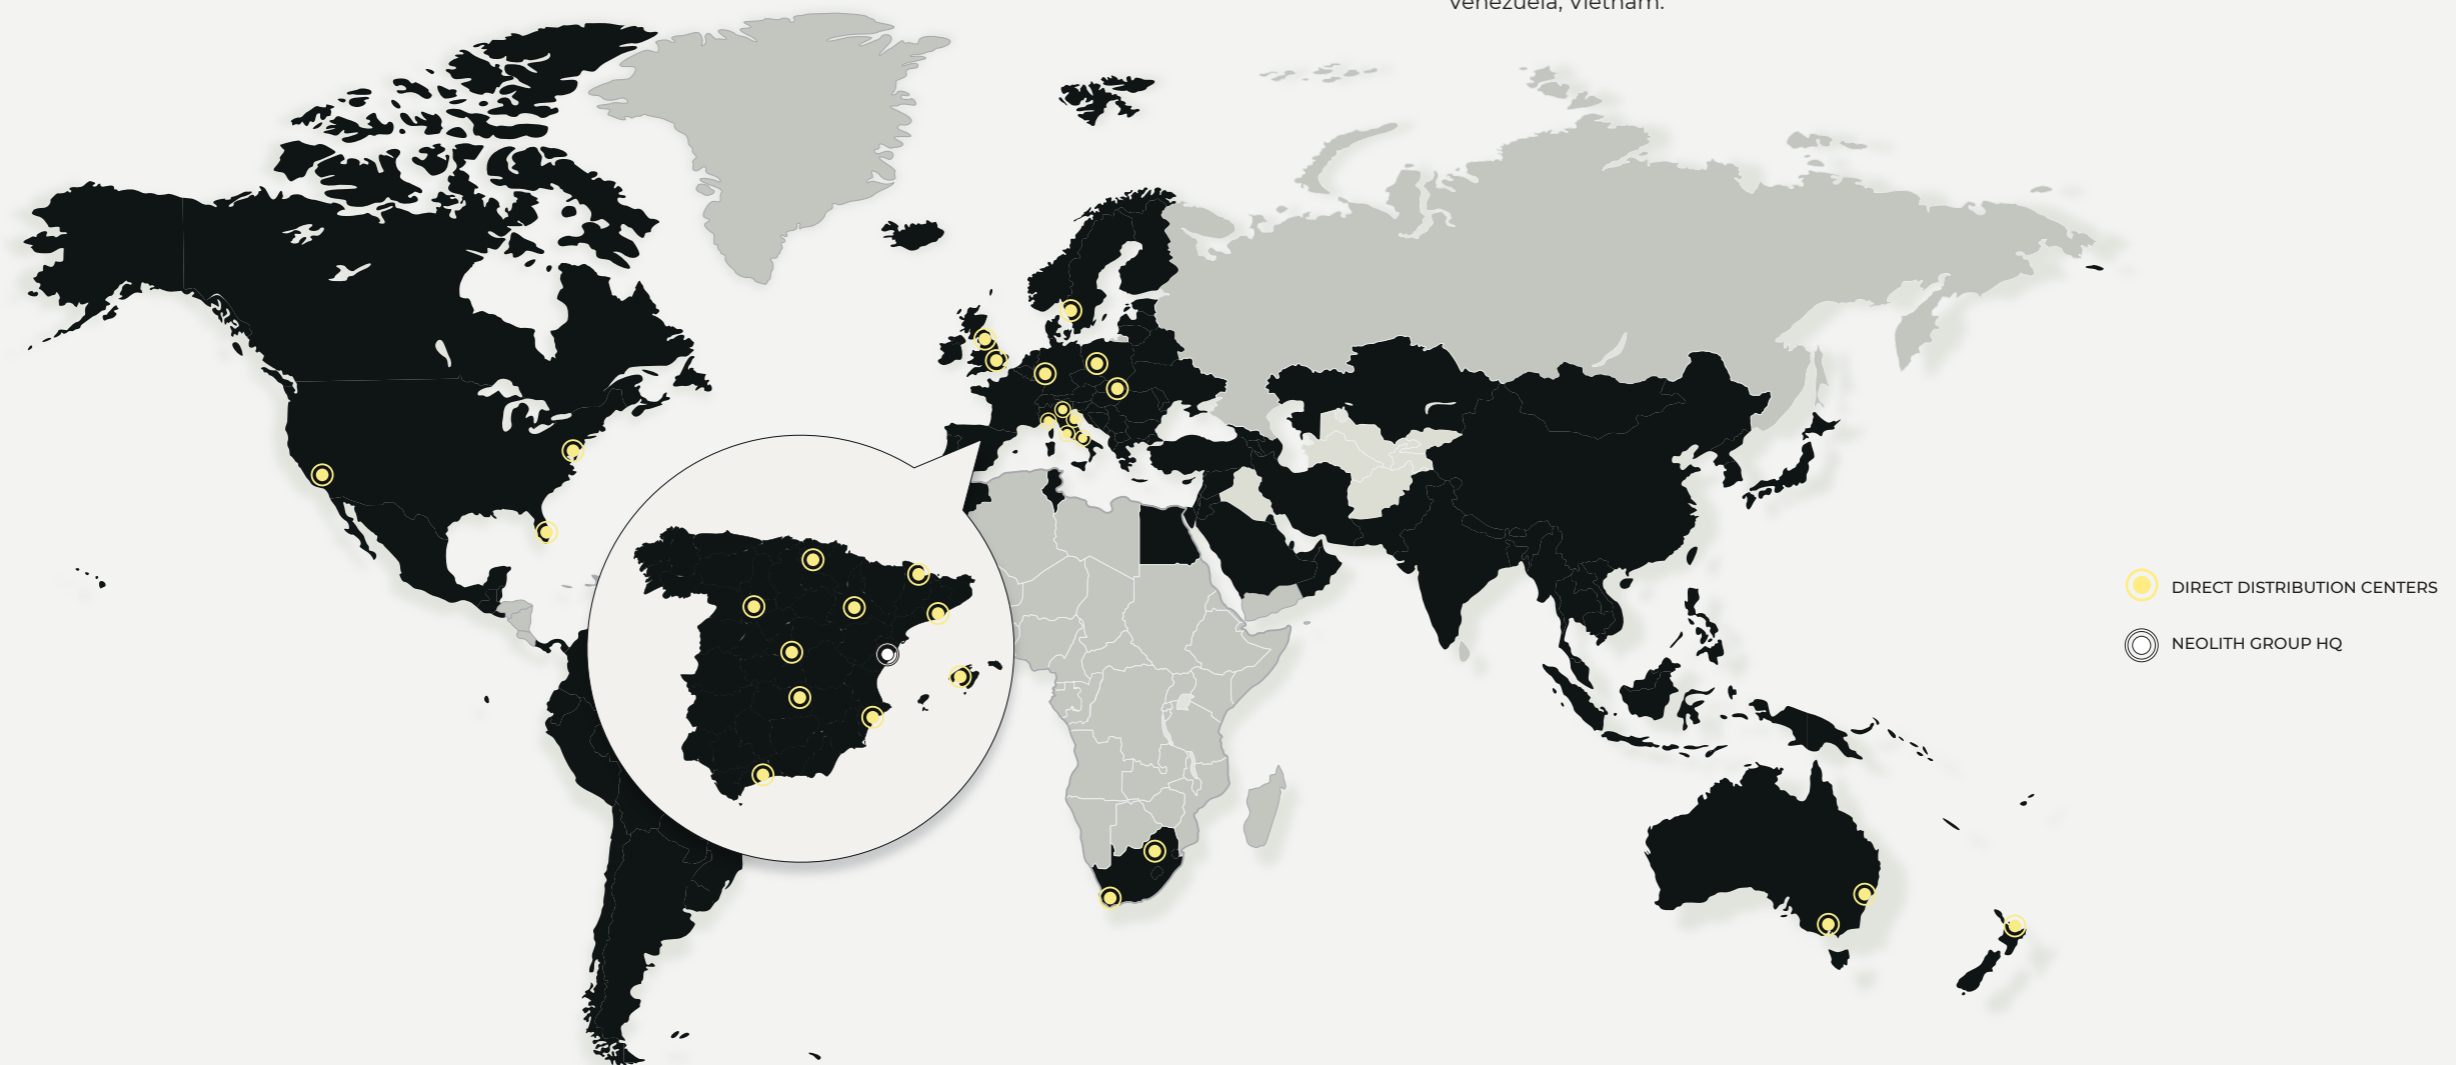 Venezuela, Vietnam.
DIRECT DISTRIBUTION CENTERS
NEOLITH GROUP HQ